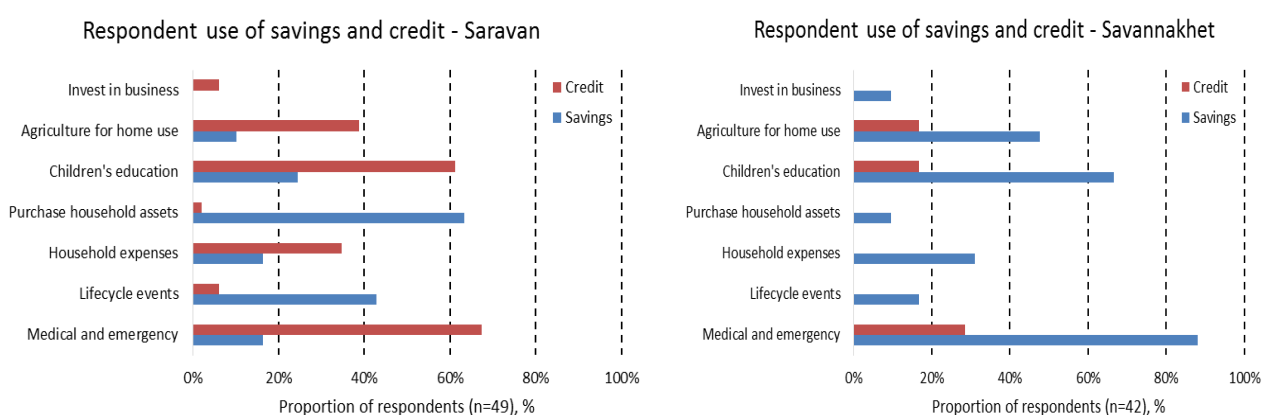 Respondent use of savings and credit - Saravan
Invest in business
Agriculture for home use
Children's education
Purchase household assets
Household expenses
Lifecycle events
Medical and emergency
Credit
Savings
0% 20% 40% 60% 80% 100%
Proportion of respondents (n=49), %
Respondent use of savings and credit - Savannakhet
Invest in business
Agriculture for home use
Children's education
Purchase household assets
Household expenses
Lifecycle events
Medical and emergency
Credit
Savings
0% 20% 40% 60% 80% 100%
Proportion of respondents (n=42), %